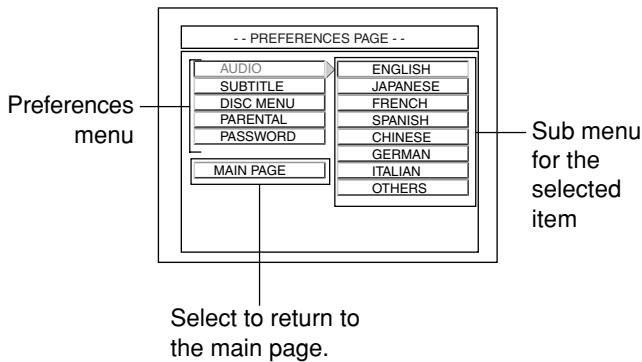 - - PREFERENCES PAGE - -
AUDIO
SUBTITLE
DISC MENU
PARENTAL
PASSWORD
MAIN PAGE
ENGLISH
JAPANESE
FRENCH
SPANISH
CHINESE
GERMAN
ITALIAN
OTHERS
Preferences
menu
Sub menu
for the
selected
item
Select to return to
the main page.